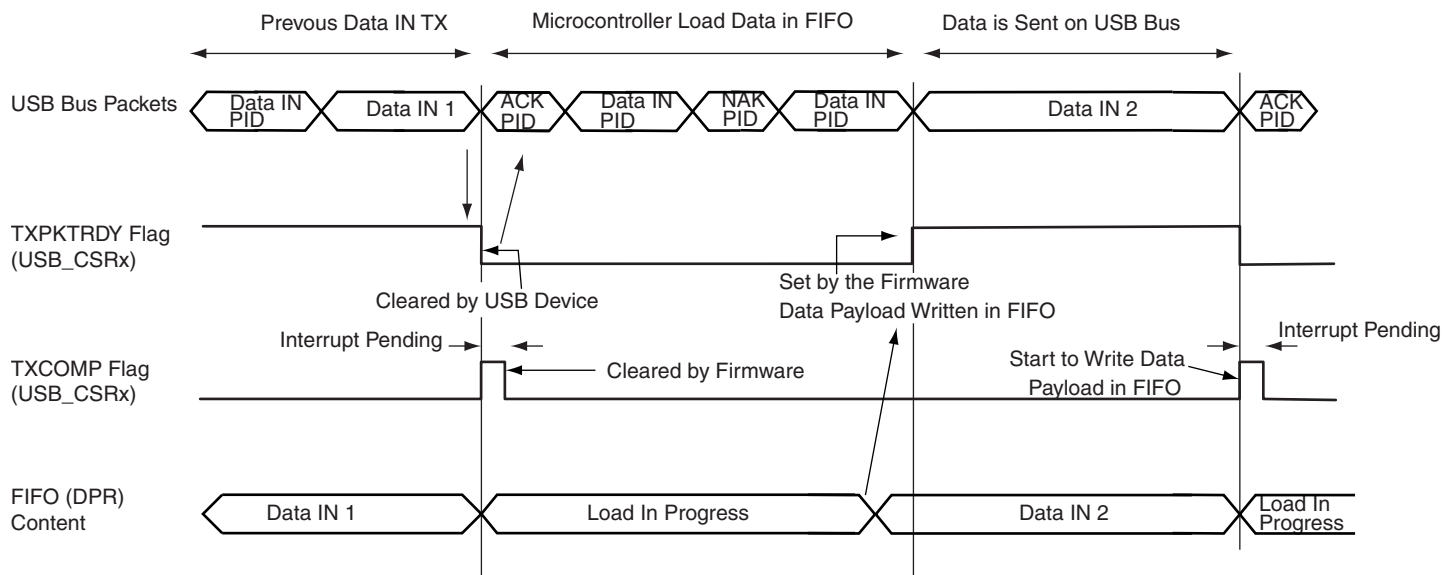 Prevous Data IN TX
Microcontroller Load Data in FIFO
Data is Sent on USB Bus
USB Bus Packets
Data IN
PID
Data IN 1
ACK
PID
Data IN
PID
NAK
PID
Data IN
PID
Data IN 2
ACK
PID
TXPKTRDY Flag
(USB_CSRx)
Cleared by USB Device
Set by the Firmware
Data Payload Written in FIFO
Interrupt Pending
Interrupt Pending
TXCOMP Flag
(USB_CSRx)
Cleared by Firmware
Start to Write Data
Payload in FIFO
FIFO (DPR)
Content
Data IN 1
Load In Progress
Data IN 2
Load In
Progress